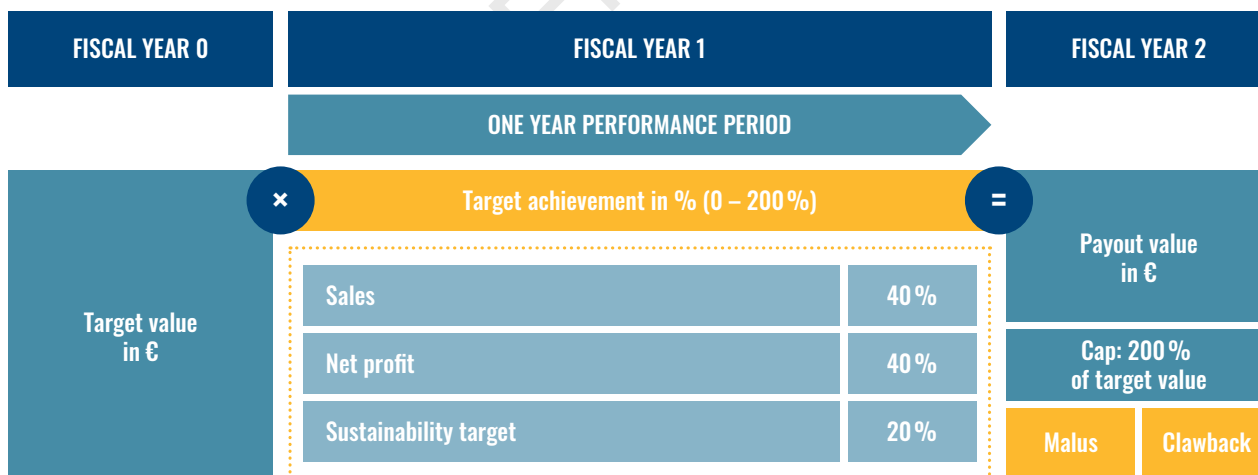 FISCAL YEAR 0
FISCAL YEAR 1
FISCAL YEAR 2
ONE YEAR PERFORMANCE PERIOD
×
Target achievement in % (0 – 200 %)
=
Target value
in €
Sales
40 %
Net profit
40 %
Sustainability target
20 %
Payout value
in €
Cap: 200 %
of target value
Malus
Clawback